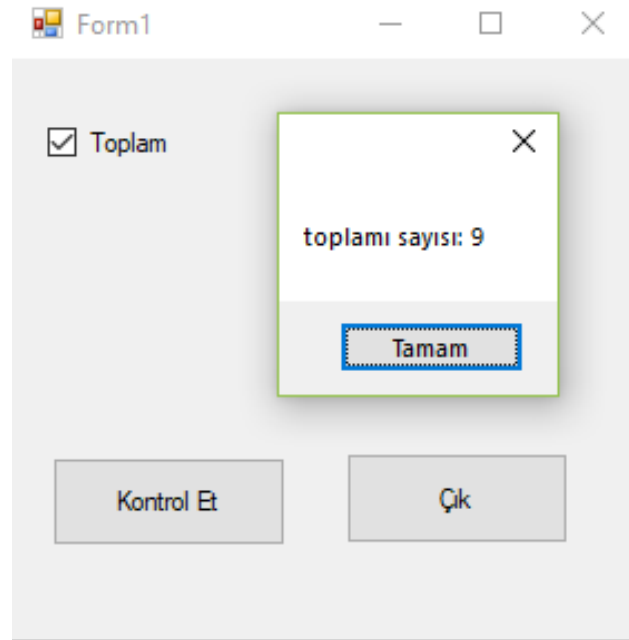 Form1
Toplam
toplamı sayısı: 9
Tamam
Kontrol Et
Çık